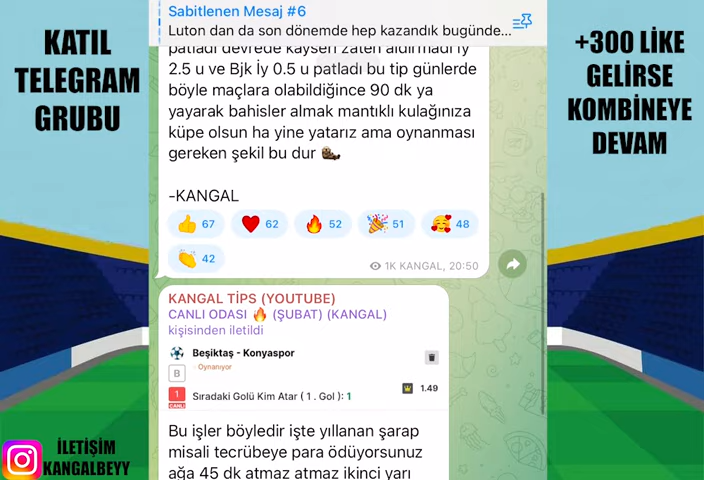 KATIL
TELEGRAM
GRUBU
Sabitlenen Mesaj #6
Luton dan da son dönemde hep kazandık bugünde...
patladı devrede kayseri zaten aldırmadı iy
2.5 u ve Bjk İy 0.5 u patladı bu tip günlerde
böyle maçlara olabildiğince 90 dk ya
yayarak bahisler almak mantıklı kulağınıza
küpe olsun ha yine yatarız ama oynanması
gereken şekil bu dur
-KANGAL
67
62
52
51
48
42
1K KANGAL, 20:50
KANGAL TİPS (YOUTUBE)
CANLI ODASI 🔥 (ŞUBAT) (KANGAL)
kişisinden iletildi
Beşiktaş - Konyaspor
Oynanıyor
B
1
CANLI
Sıradaki Golü Kim Atar ( 1 . Gol ): 1
1.49
Bu işler böyledir işte yıllanan şarap
misali tecrübeye para ödüyorsunuz
ağa 45 dk atmaz atmaz ikinci yarı
+300 LİKE
GELİRSE
KOMBİNEYE
DEVAM
İLETİŞİM
KANGALBEYY